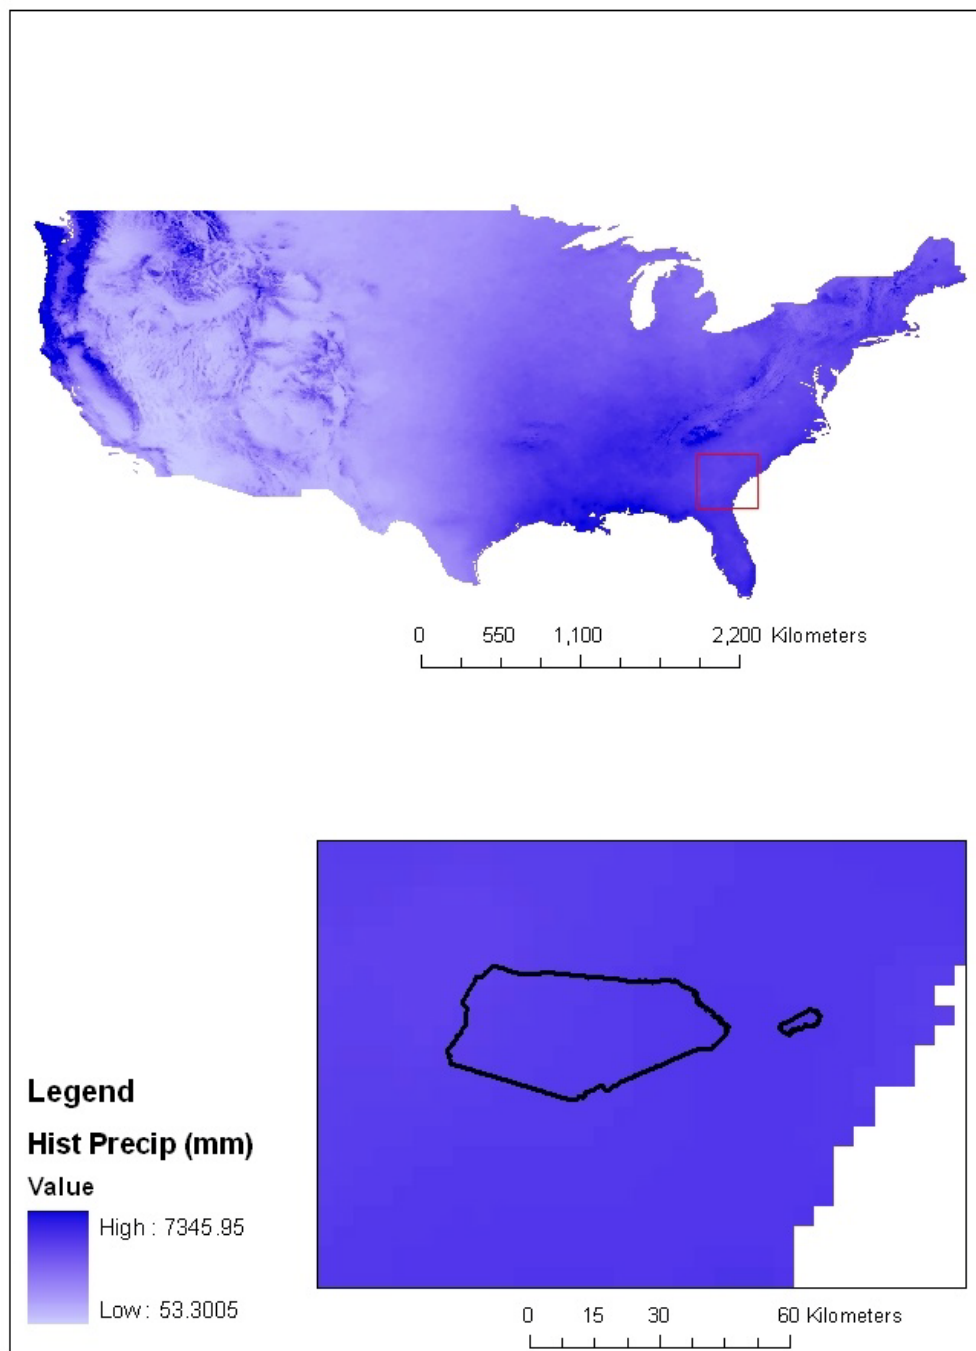 0 550 1,100 2,200 Kilometers
Legend
Hist Precip (mm)
Value
High : 7345.95
Low : 53.3005
0 15 30 60 Kilometers